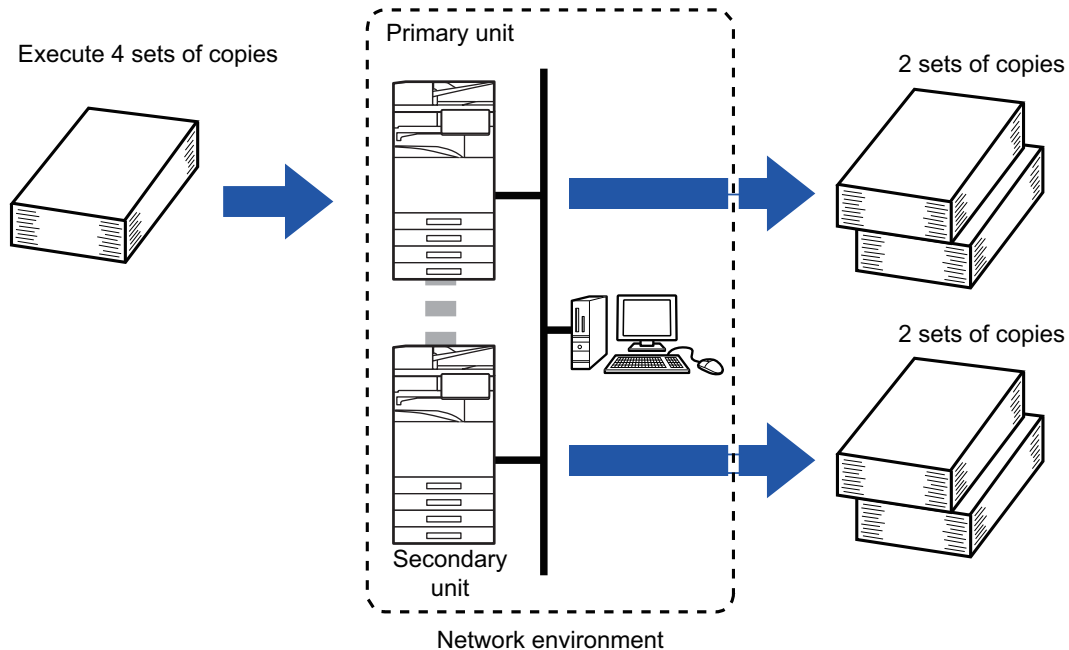 Execute 4 sets of copies
Primary unit
2 sets of copies
2 sets of copies
Secondary
unit
Network environment